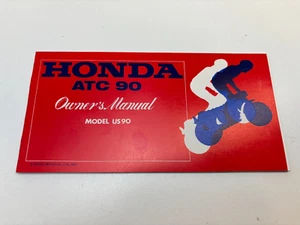 HONDA
ATC 90
Owner's Manual
MODEL US90